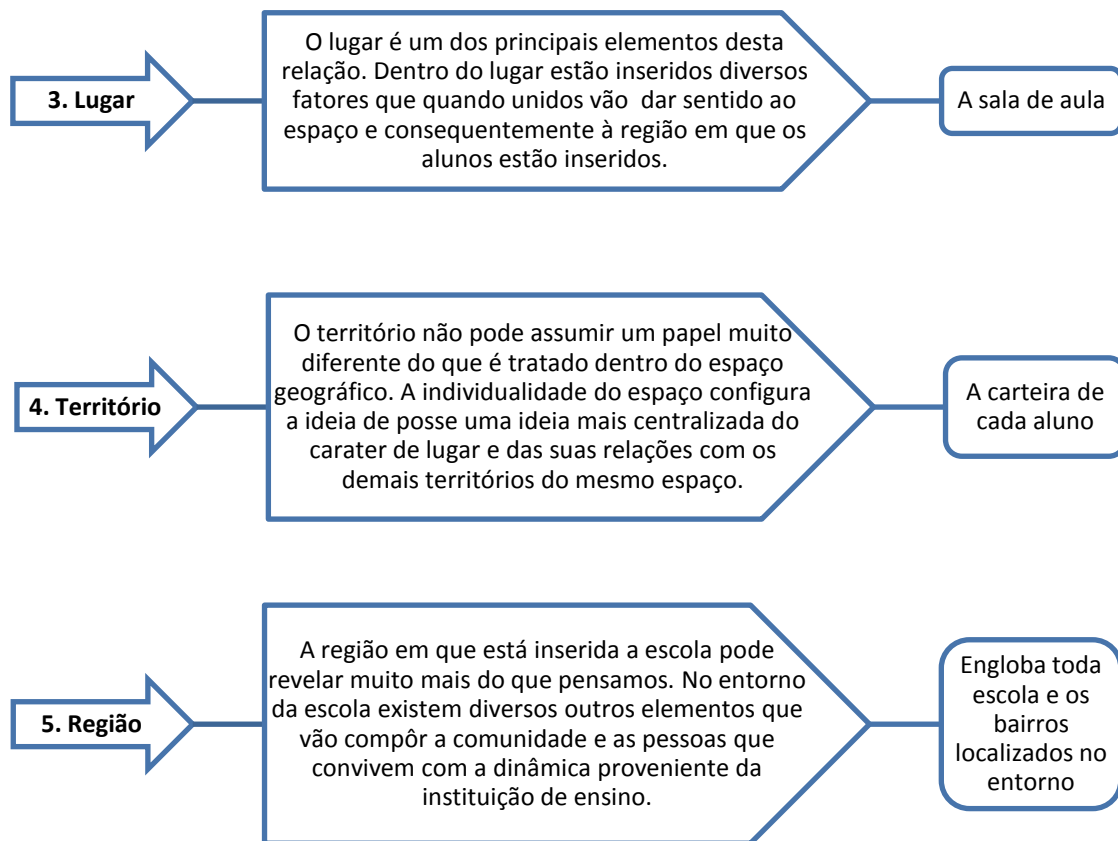 3. Lugar
O lugar é um dos principais elementos desta
relação. Dentro do lugar estão inseridos diversos
fatores que quando unidos vão dar sentido ao
espaço e consequentemente à região em que os
alunos estão inseridos.
A sala de aula
4. Território
O território não pode assumir um papel muito
diferente do que é tratado dentro do espaço
geográfico. A individualidade do espaço configura
a ideia de posse uma ideia mais centralizada do
carater de lugar e das suas relações com os
demais territórios do mesmo espaço.
A carteira de
cada aluno
5. Região
A região em que está inserida a escola pode
revelar muito mais do que pensamos. No entorno
da escola existem diversos outros elementos que
vão compôr a comunidade e as pessoas que
convivem com a dinâmica proveniente da
instituição de ensino.
Engloba toda
escola e os
bairros
localizados no
entorno